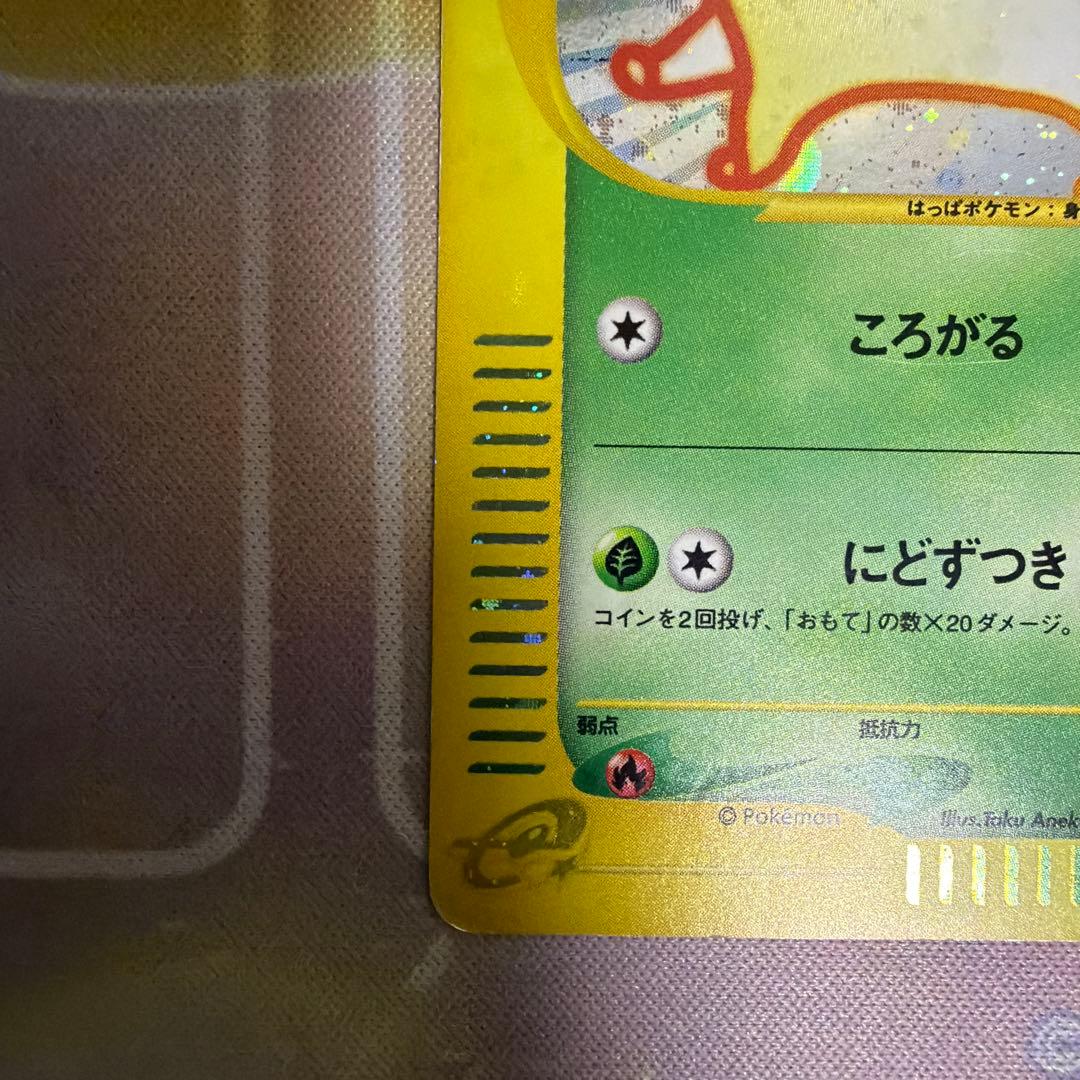 はっぱポケモン：身
ころがる
にどずつき
コインを2回投げ、「おもて」の数×20ダメージ。
弱点 抵抗力
© Pokémon Illus. Taku Anek